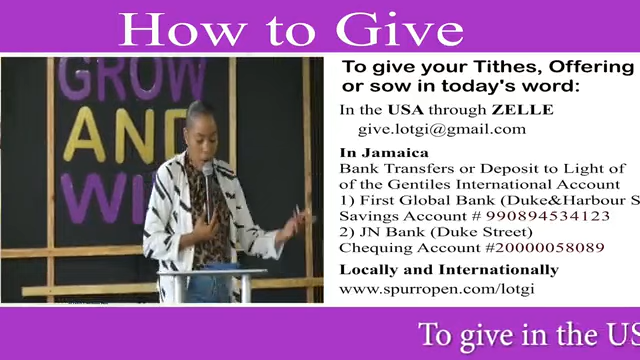 How to Give
GROW
AND
To give your Tithes, Offering
or sow in today's word:
In the USA through ZELLE
give.lotgi@gmail.com
In Jamaica
Bank Transfers or Deposit to Light of
of the Gentiles International Account
1) First Global Bank (Duke&Harbour S
Savings Account # 990894534123
2) JN Bank (Duke Street)
Chequing Account #20000058089
Locally and Internationally
www.spurropen.com/lotgi
To give in the US